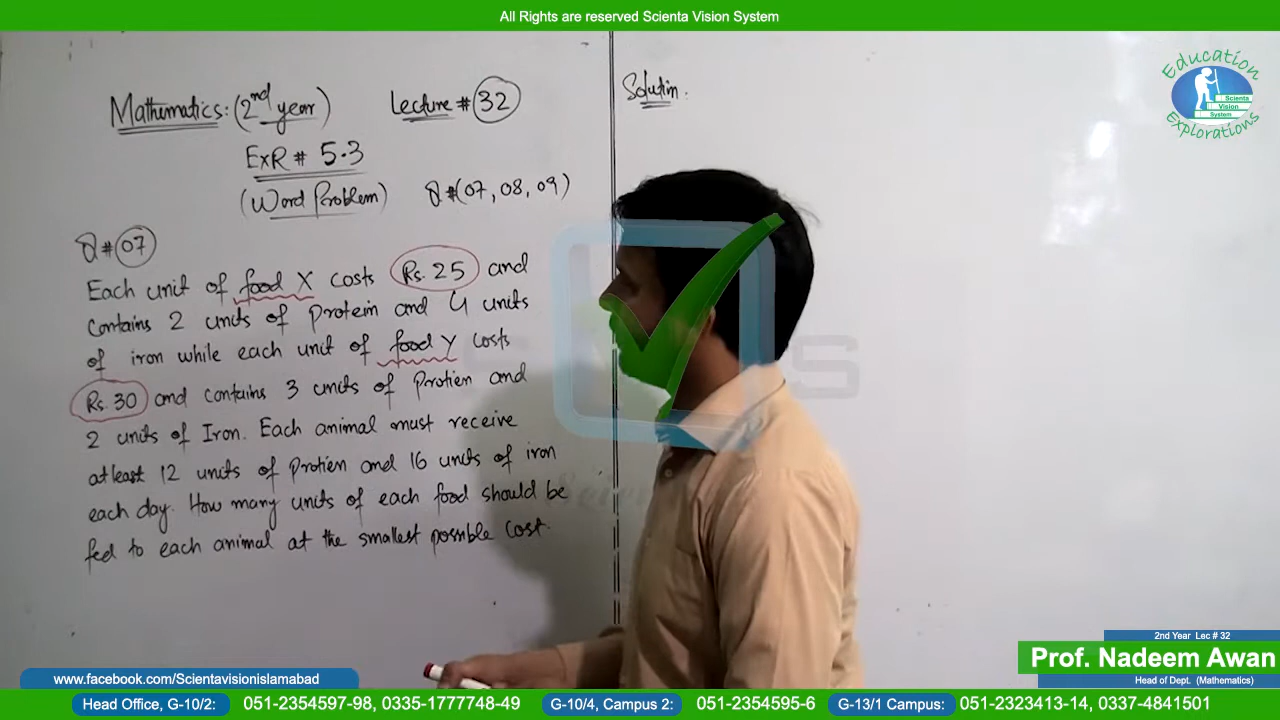 All Rights are reserved Scienta Vision System
Mathematics: (2nd year) Lecture # 32
ExR # 5.3
(Word Problem) Q#(07, 08, 09)
Q # 07
Each unit of food X costs Rs. 25 and
contains 2 units of protein and 4 units
of iron while each unit of food Y costs
Rs. 30 and contains 3 units of Protien and
2 units of Iron. Each animal must receive
atleast 12 units of Protien and 16 units of iron
each day. How many units of each food should be
fed to each animal at the smallest possible cost.
Solution:
Education
Scienta
Vision
System
Explorations
2nd Year Lec # 32
Prof. Nadeem Awan
Head of Dept. (Mathematics)
www.facebook.com/Scientavisionislamabad
Head Office, G-10/2: 051-2354597-98, 0335-1777748-49 G-10/4, Campus 2: 051-2354595-6 G-13/1 Campus: 051-2323413-14, 0337-4841501